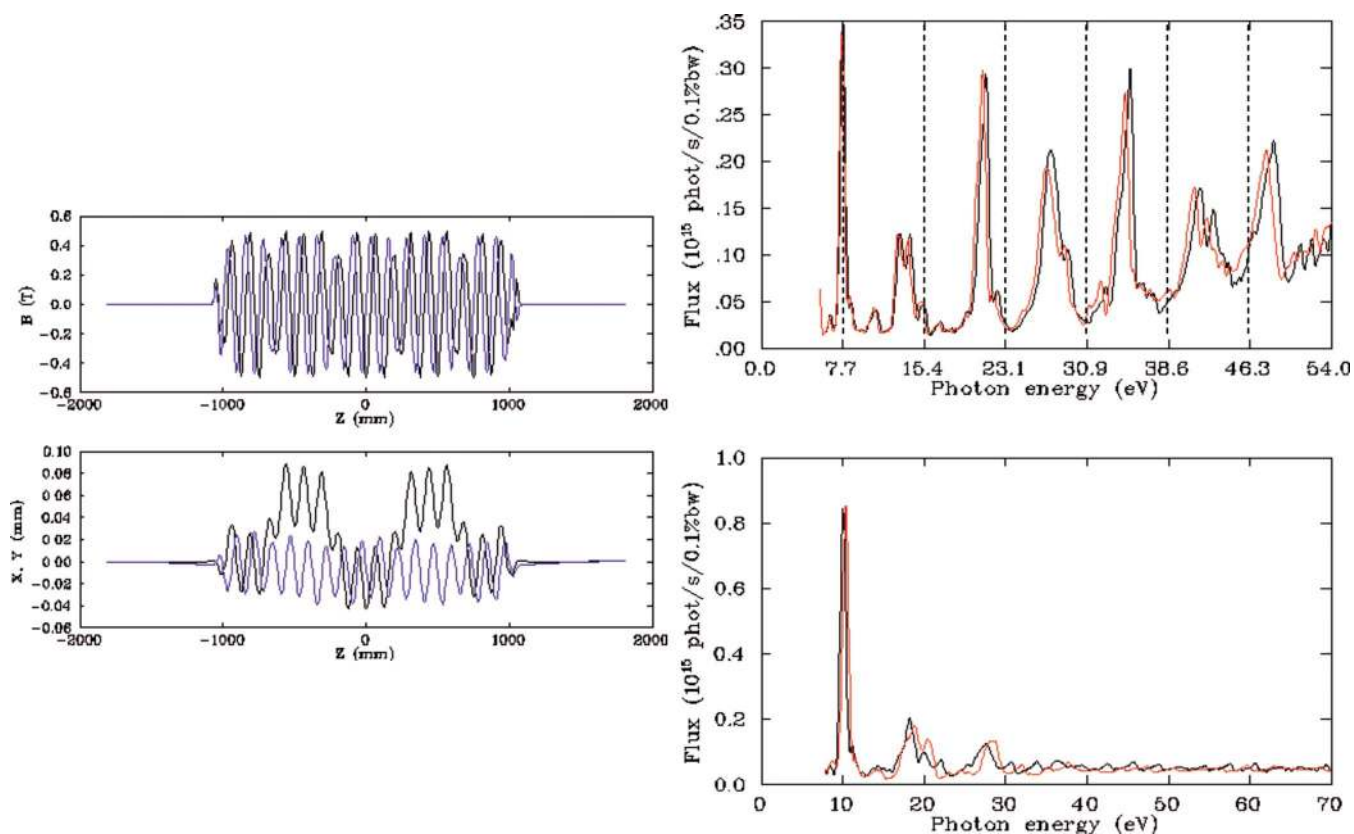 0.6
0.4
0.2
0.0
−0.2
−0.4
0.6
B (T)
−2000 −1000 0 1000 2000
Z (mm)
0.10
0.08
0.06
0.04
0.02
0.00
−0.02
−0.04
0.06
X, Y (mm)
−2000 −1000 0 1000 2000
Z (mm)
.35
.30
.25
.20
.15
.10
.05
.00
Flux (10¹⁵ phot/s/0.1%bw)
0.0 7.7 15.4 23.1 30.9 38.6 46.3 54.0
Photon energy (eV)
1.0
0.8
0.6
0.4
0.2
0.0
Flux (10¹⁵ phot/s/0.1%bw)
0 10 20 30 40 50 60 70
Photon energy (eV)